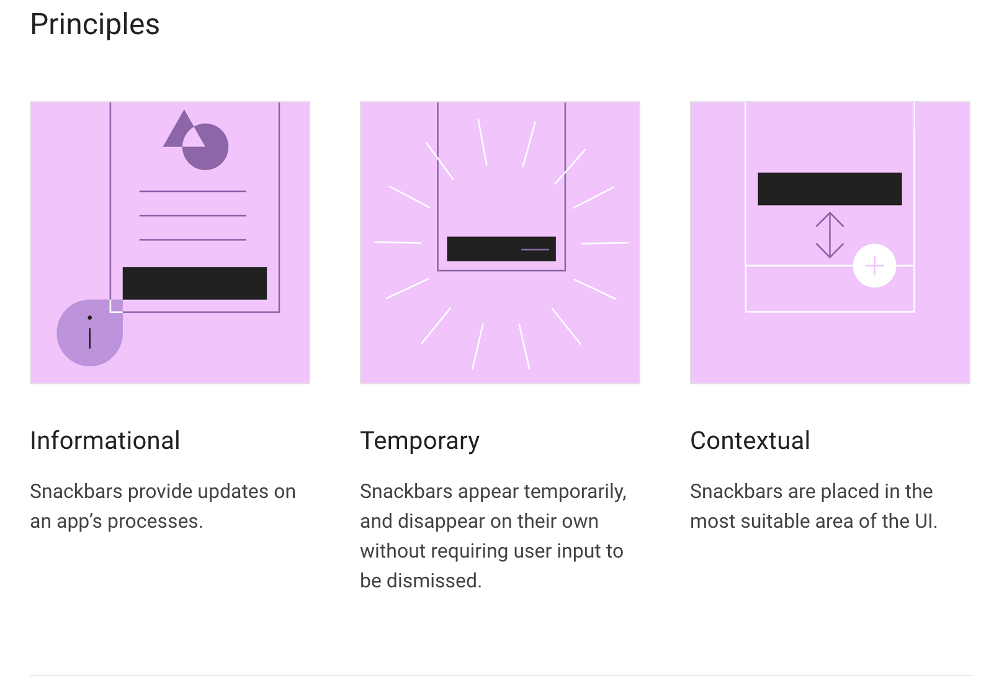 Principles
Informational
Snackbars provide updates on
an app’s processes.
Temporary
Snackbars appear temporarily,
and disappear on their own
without requiring user input to
be dismissed.
Contextual
Snackbars are placed in the
most suitable area of the UI.